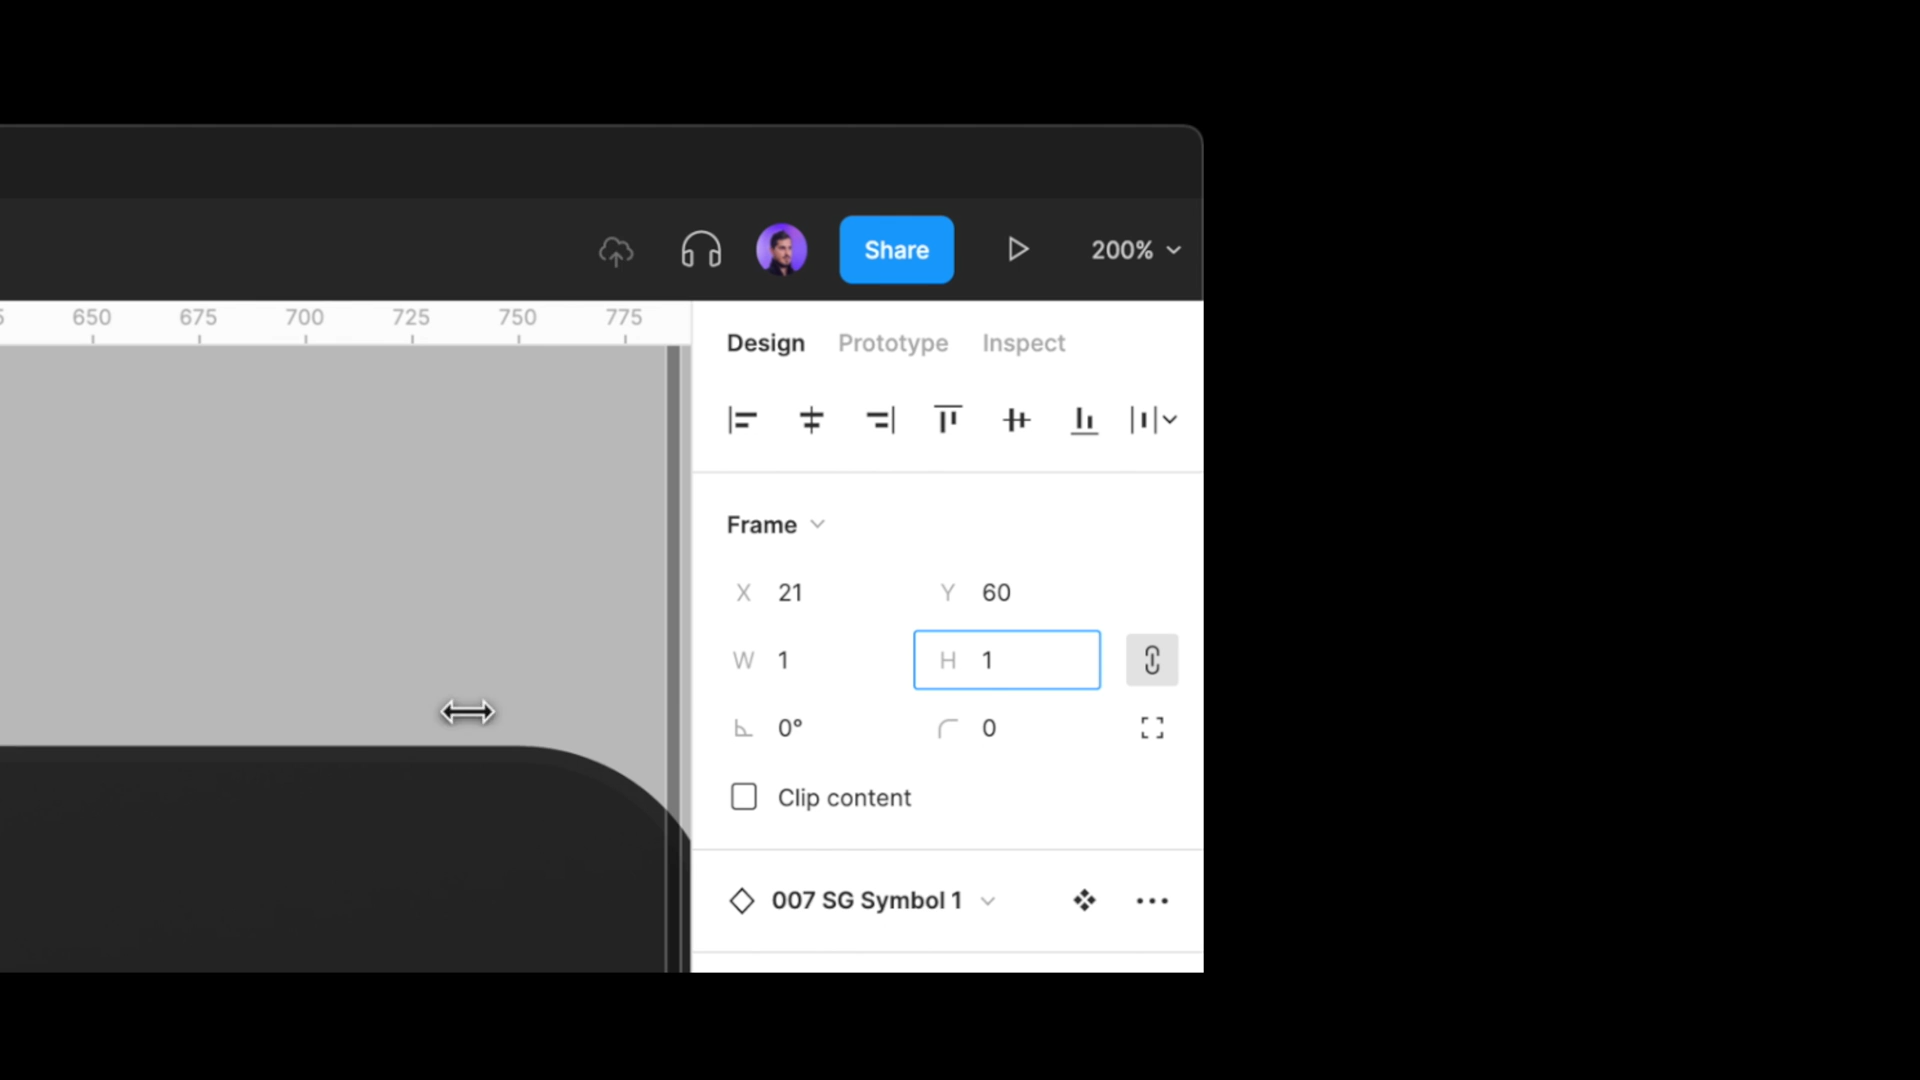 Share
200%
650 675 700 725 750 775
Design Prototype Inspect
Frame
X 21 Y 60
W 1 H 1
0° 0
Clip content
007 SG Symbol 1